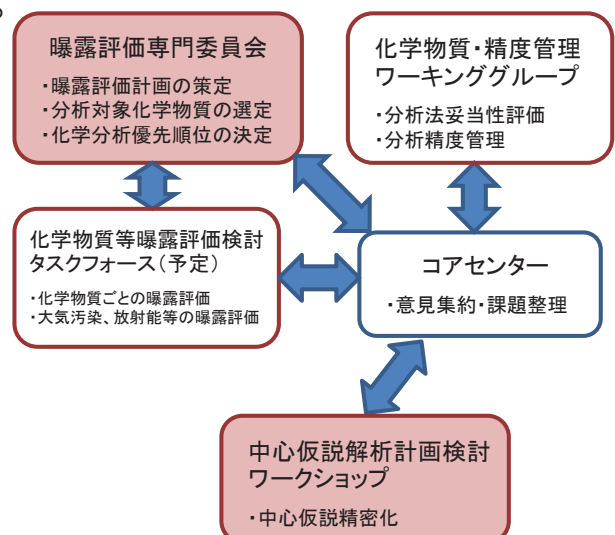 曝露評価専門委員会
・曝露評価計画の策定
・分析対象化学物質の選定
・化学分析優先順位の決定
化学物質・精度管理
ワーキンググループ
・分析法妥当性評価
・分析精度管理
化学物質等曝露評価検討
タスクフォース（予定）
・化学物質ごとの曝露評価
・大気汚染、放射能等の曝露評価
コアセンター
・意見集約・課題整理
中心仮説解析計画検討
ワークショップ
・中心仮説精密化